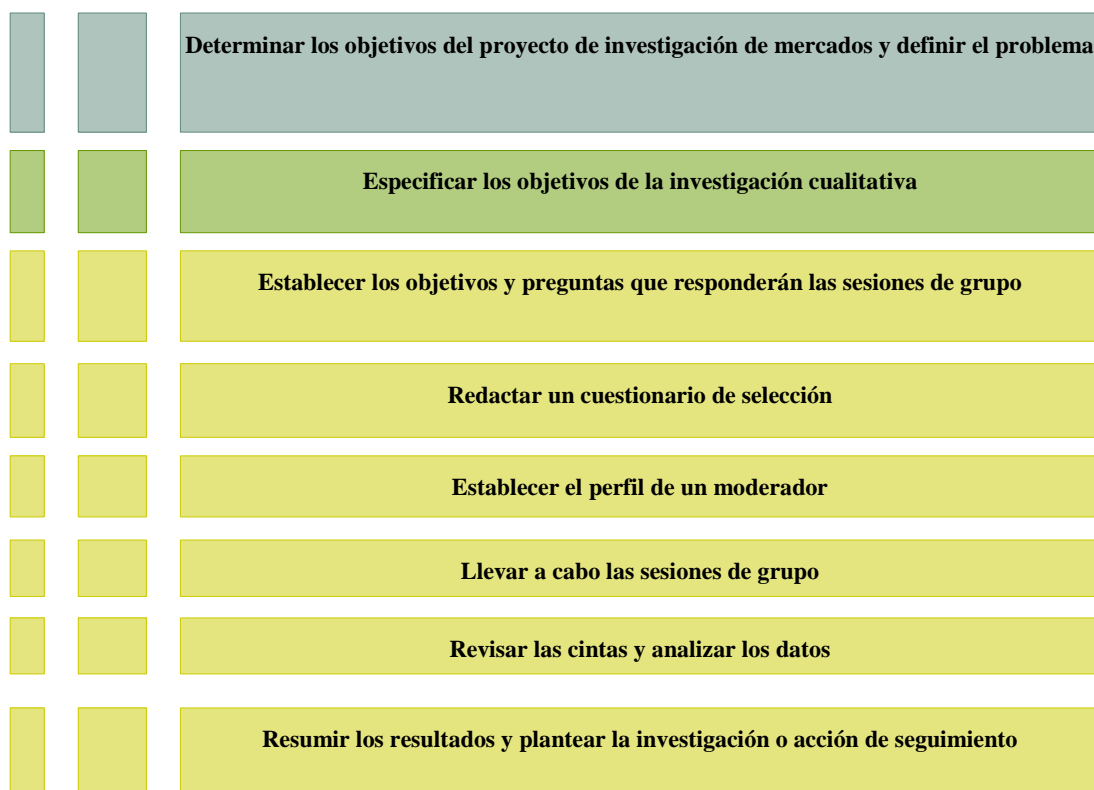 Determinar los objetivos del proyecto de investigación de mercados y definir el problema
Especificar los objetivos de la investigación cualitativa
Establecer los objetivos y preguntas que responderán las sesiones de grupo
Redactar un cuestionario de selección
Establecer el perfil de un moderador
Llevar a cabo las sesiones de grupo
Revisar las cintas y analizar los datos
Resumir los resultados y plantear la investigación o acción de seguimiento